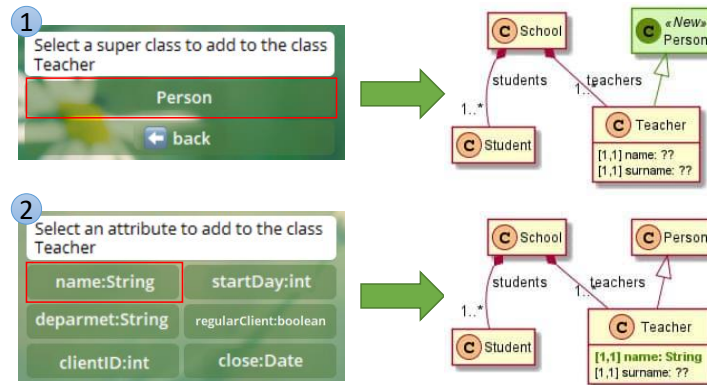 1
Select a super class to add to the class
Teacher
Person
back
C School
students
teachers
1..*
1..*
C Student
C «New»
Person
C Teacher
[1,1] name: ??
[1,1] surname: ??
2
Select an attribute to add to the class
Teacher
name:String
startDay:int
deparmet:String
regularClient:boolean
clientID:int
close:Date
C School
students
teachers
1..*
1..*
C Student
C Person
C Teacher
[1,1] name: String
[1,1] surname: ??